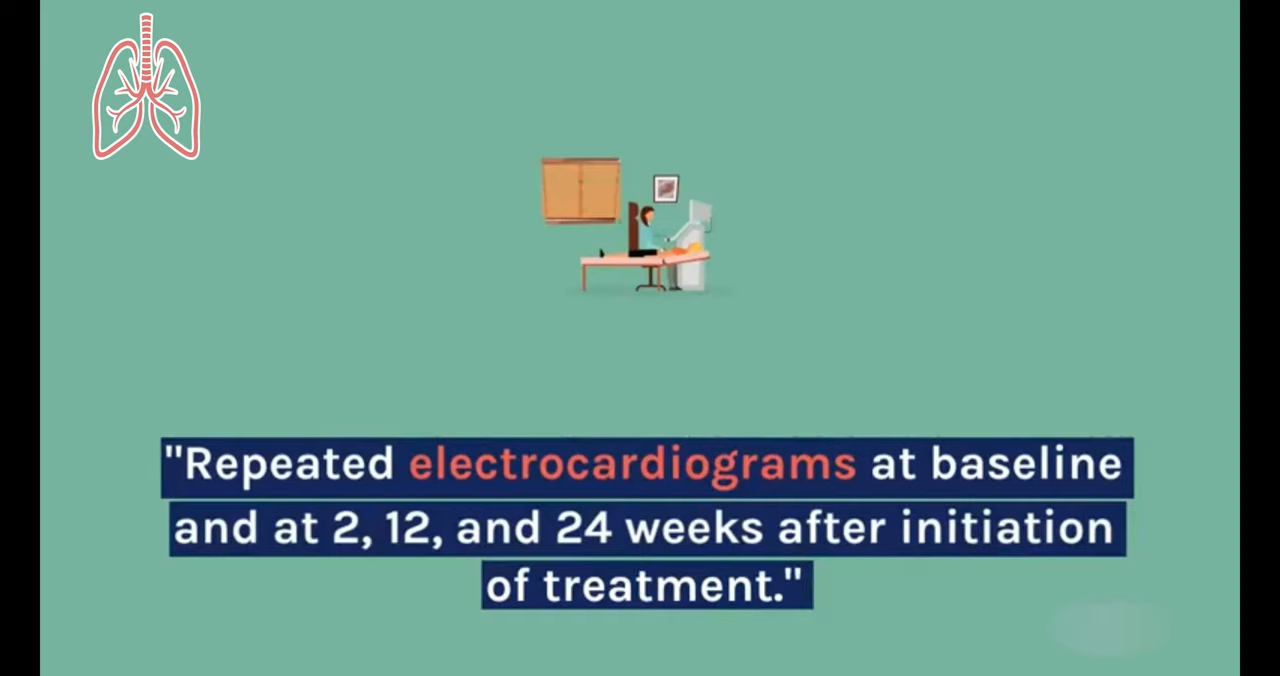 "Repeated electrocardiograms at baseline
and at 2, 12, and 24 weeks after initiation
of treatment."